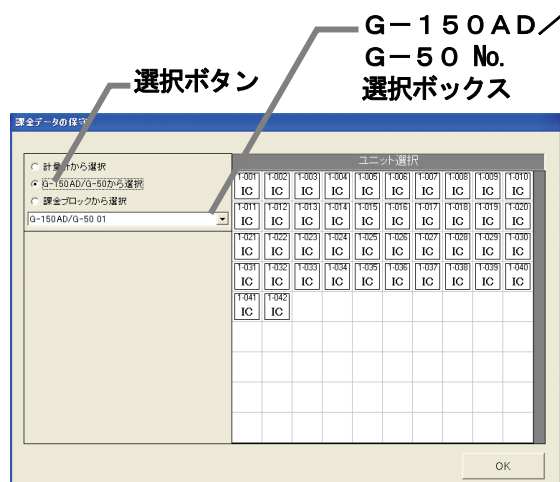 G－150AD／
G－50 No.
選択ボックス
選択ボタン
課金データの保守
計量計から選択
G-150AD/G-50から選択
課金ブロックから選択
G-150AD/G-50 01
ユニット選択
1-001 1-002 1-003 1-004 1-005 1-006 1-007 1-008 1-009 1-010
IC IC IC IC IC IC IC IC IC IC
1-011 1-012 1-013 1-014 1-015 1-016 1-017 1-018 1-019 1-020
IC IC IC IC IC IC IC IC IC IC
1-021 1-022 1-023 1-024 1-025 1-026 1-027 1-028 1-029 1-030
IC IC IC IC IC IC IC IC IC IC
1-031 1-032 1-033 1-034 1-035 1-036 1-037 1-038 1-039 1-040
IC IC IC IC IC IC IC IC IC IC
1-041 1-042
IC IC
OK